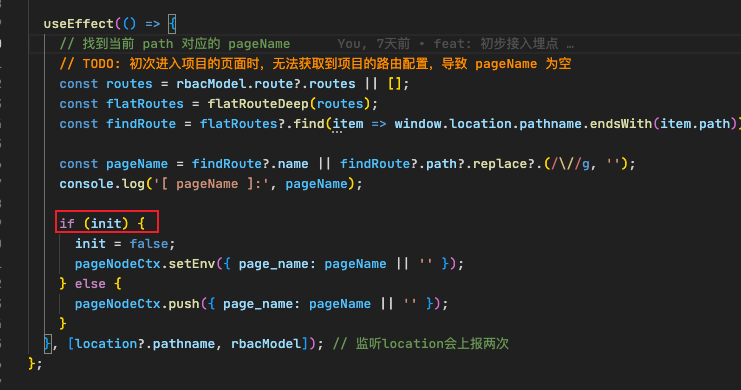 useEffect(() => {
// 找到当前 path 对应的 pageName You, 7天前 • feat: 初步接入埋点 …
// TODO: 初次进入项目的页面时，无法获取到项目的路由配置，导致 pageName 为空
const routes = rbacModel.route?.routes || [];
const flatRoutes = flatRouteDeep(routes);
const findRoute = flatRoutes?.find(item => window.location.pathname.endsWith(item.path))
const pageName = findRoute?.name || findRoute?.path?.replace?.(/\//g, '');
console.log('[ pageName ]:', pageName);
if (init) {
init = false;
pageNodeCtx.setEnv({ page_name: pageName || '' });
} else {
pageNodeCtx.push({ page_name: pageName || '' });
}
}, [location?.pathname, rbacModel]); // 监听location会上报两次
};